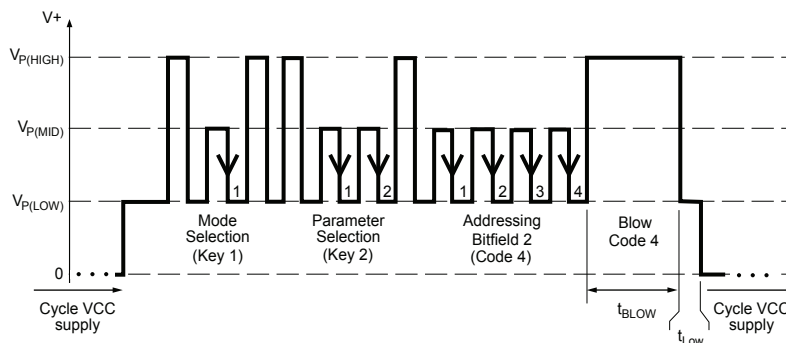 V+
VP(HIGH)
VP(MID)
VP(LOW)
0
1
1
2
1
2
3
4
Mode
Selection
(Key 1)
Parameter
Selection
(Key 2)
Addressing
Bitfield 2
(Code 4)
Blow
Code 4
Cycle VCC
supply
tBLOW
tLow
Cycle VCC
supply